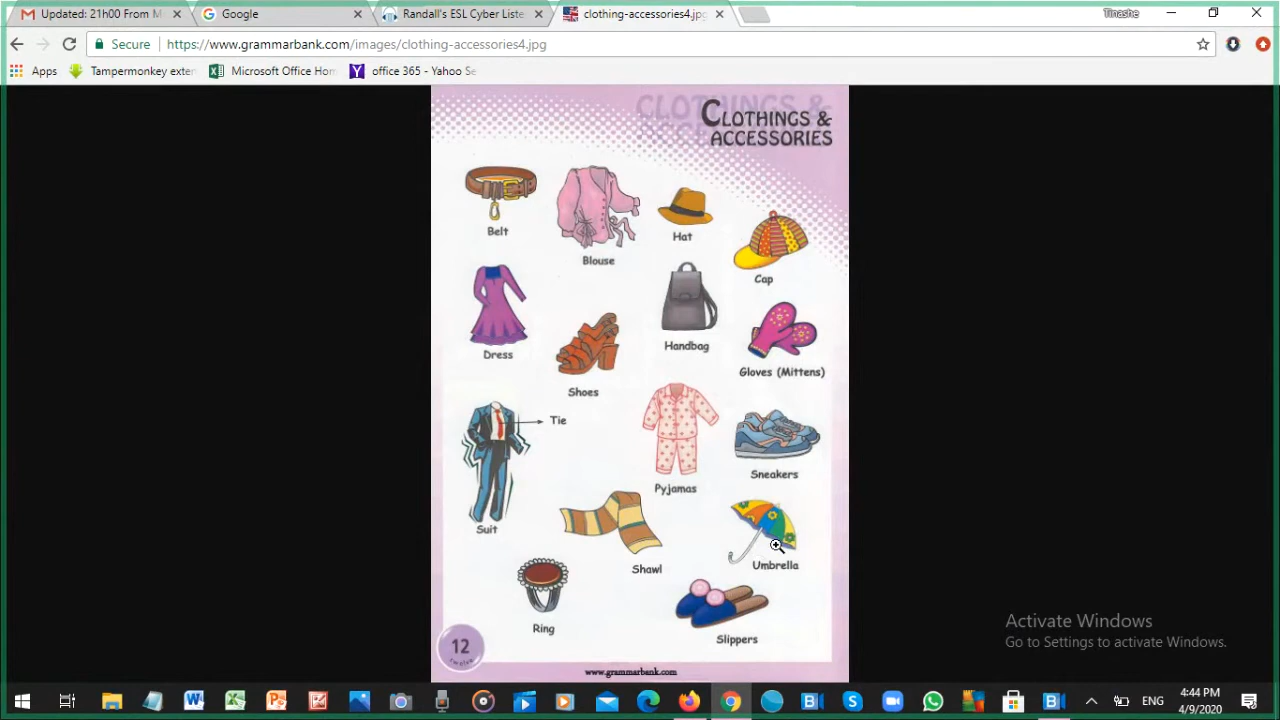 Updated: 21h00 From M
Google
Randall's ESL Cyber Liste
clothing-accessories4.jpg
Tinashe
Secure
https://www.grammarbank.com/images/clothing-accessories4.jpg
Apps
Tampermonkey exten
Microsoft Office Hom
office 365 - Yahoo Se
CLOTHINGS &
ACCESSORIES
Belt
Blouse
Hat
Cap
Dress
Shoes
Handbag
Gloves (Mittens)
Tie
Suit
Pyjamas
Sneakers
Shawl
Umbrella
Ring
Slippers
12
twelve
www.grammarbank.com
Activate Windows
Go to Settings to activate Windows.
ENG
4:44 PM
4/9/2020